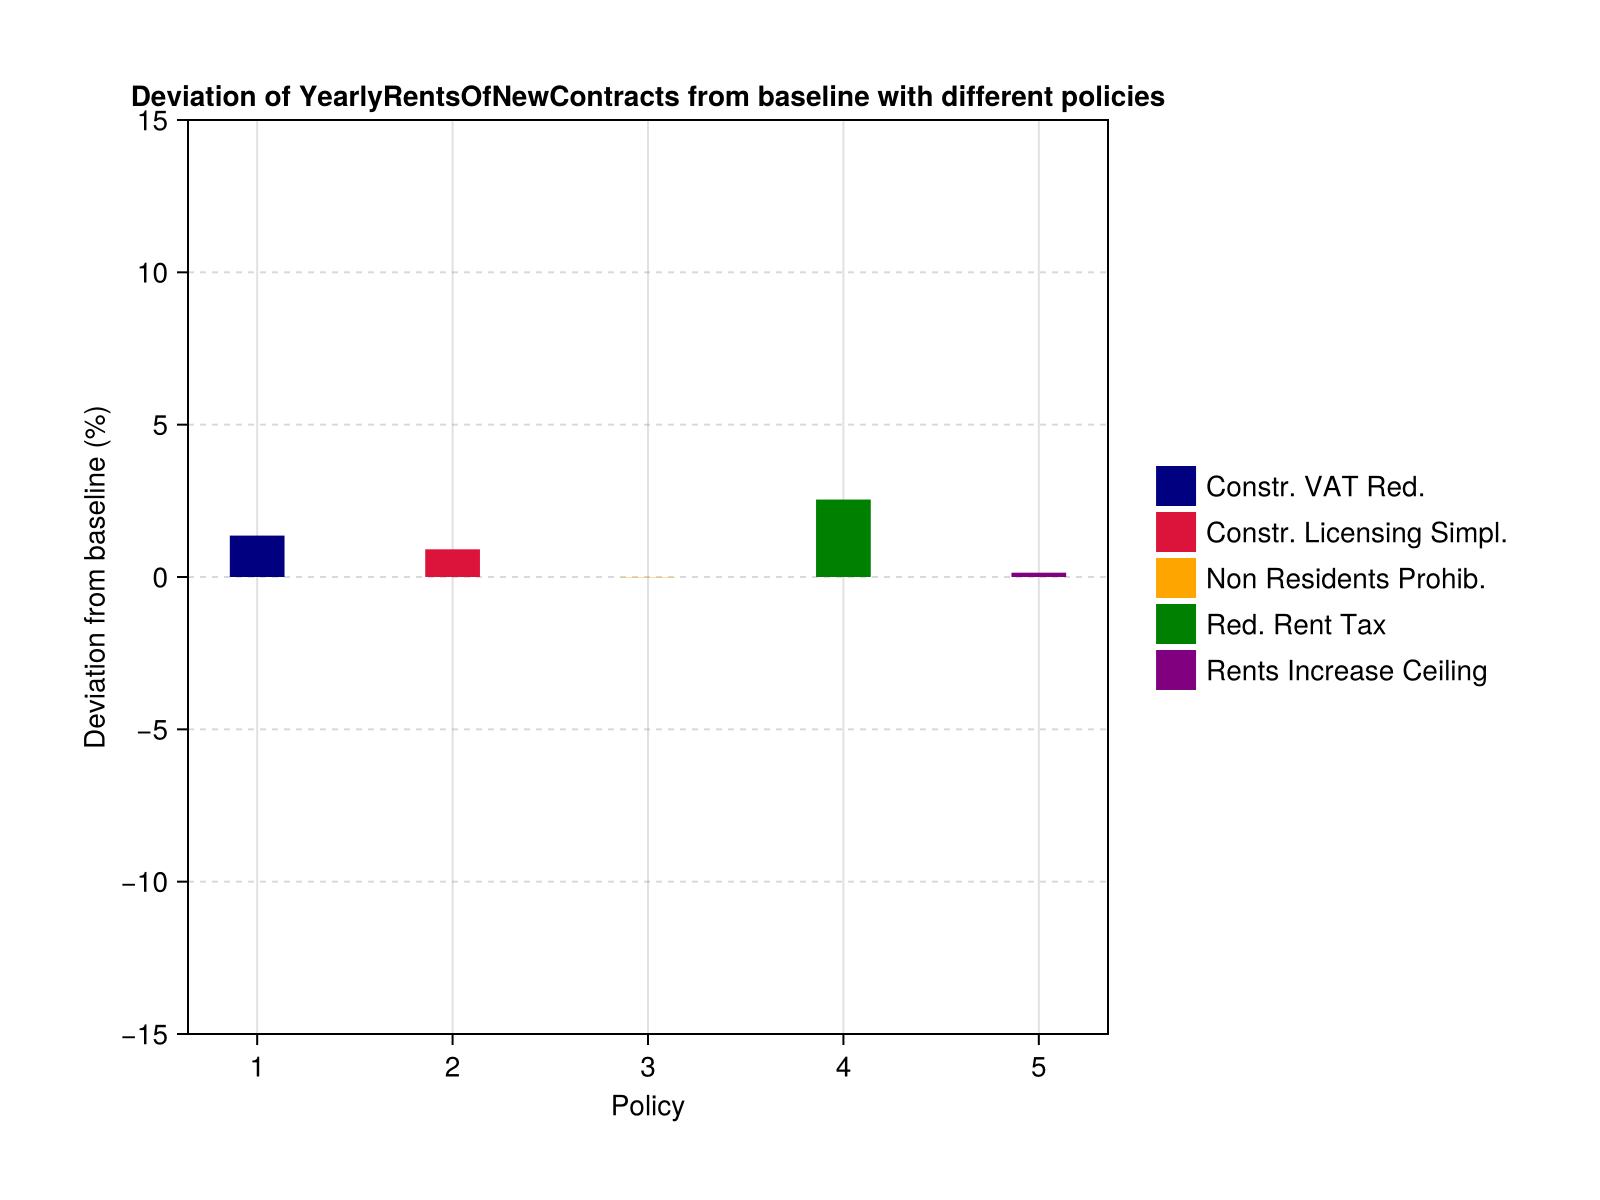 Deviation of YearlyRentsOfNewContracts from baseline with different policies
15
10
5
0
−5
−10
−15
Deviation from baseline (%)
1 2 3 4 5
Policy
Constr. VAT Red.
Constr. Licensing Simpl.
Non Residents Prohib.
Red. Rent Tax
Rents Increase Ceiling